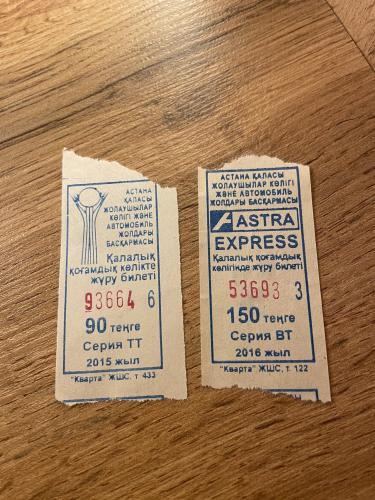 АСТАНА
ҚАЛАСЫ
ЖОЛАУШЫЛАР
КӨЛІГІ ЖӘНЕ
АВТОМОБИЛЬ
ЖОЛДАРЫ
БАСҚАРМАСЫ
Қалалық
қоғамдық көлікте
жүру билеті
93664 6
90 теңге
Серия ТТ
2015 жыл
"Кварта" ЖШС, т. 433
АСТАНА ҚАЛАСЫ
ЖОЛАУШЫЛАР КӨЛІГІ
ЖӘНЕ АВТОМОБИЛЬ
ЖОЛДАРЫ БАСҚАРМАСЫ
ASTRA
EXPRESS
Қалалық қоғамдық
көлігінде жүру билеті
53693 3
150 теңге
Серия ВТ
2016 жыл
"Кварта" ЖШС, т. 122